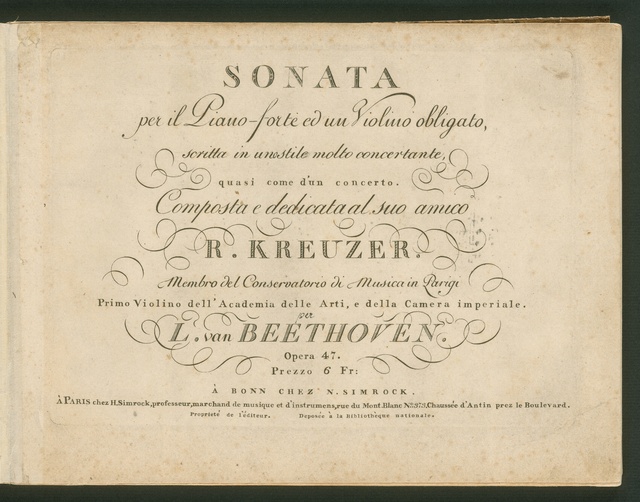 SONATA
per il Piano-forte ed un Violino obligato,
scritta in uno stile molto concertante,
quasi come d'un concerto.
Composta e dedicata al suo amico
R. KREUZER.
Membro del Conservatorio di Musica in Parigi
Primo Violino dell'Academia delle Arti, e della Camera imperiale.
per
L. van BEETHOVEN.
Opera 47.
Prezzo 6 Fr:
À BONN CHEZ N. SIMROCK.
à PARIS chez H. Simrock, professeur, marchand de musique et d'instrumens, rue du Mont Blanc No. 373. Chaussée d'Antin prez le Boulevard.
Propriété de l'éditeur. Deposée à la Bibliothèque nationale.